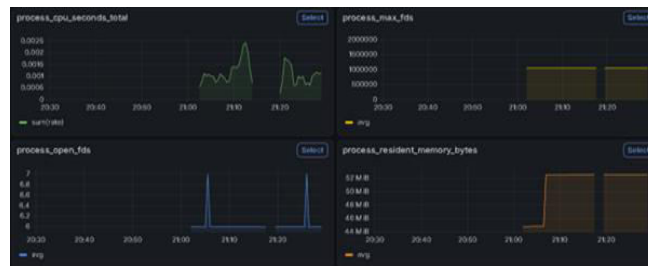 process_cpu_seconds_total Select
0.0025
0.002
0.0015
0.001
0.0005
0
20:30 20:40 20:50 21:00 21:10 21:20
sum(rate)
process_max_fds Select
2000000
1500000
1000000
500000
0
20:30 20:40 20:50 21:00 21:10 21:20
avg
process_open_fds Select
7
6.8
6.6
6.4
6.2
6
20:30 20:40 20:50 21:00 21:10 21:20
avg
process_resident_memory_bytes Select
52 MiB
50 MiB
48 MiB
46 MiB
44 MiB
20:30 20:40 20:50 21:00 21:10 21:20
avg